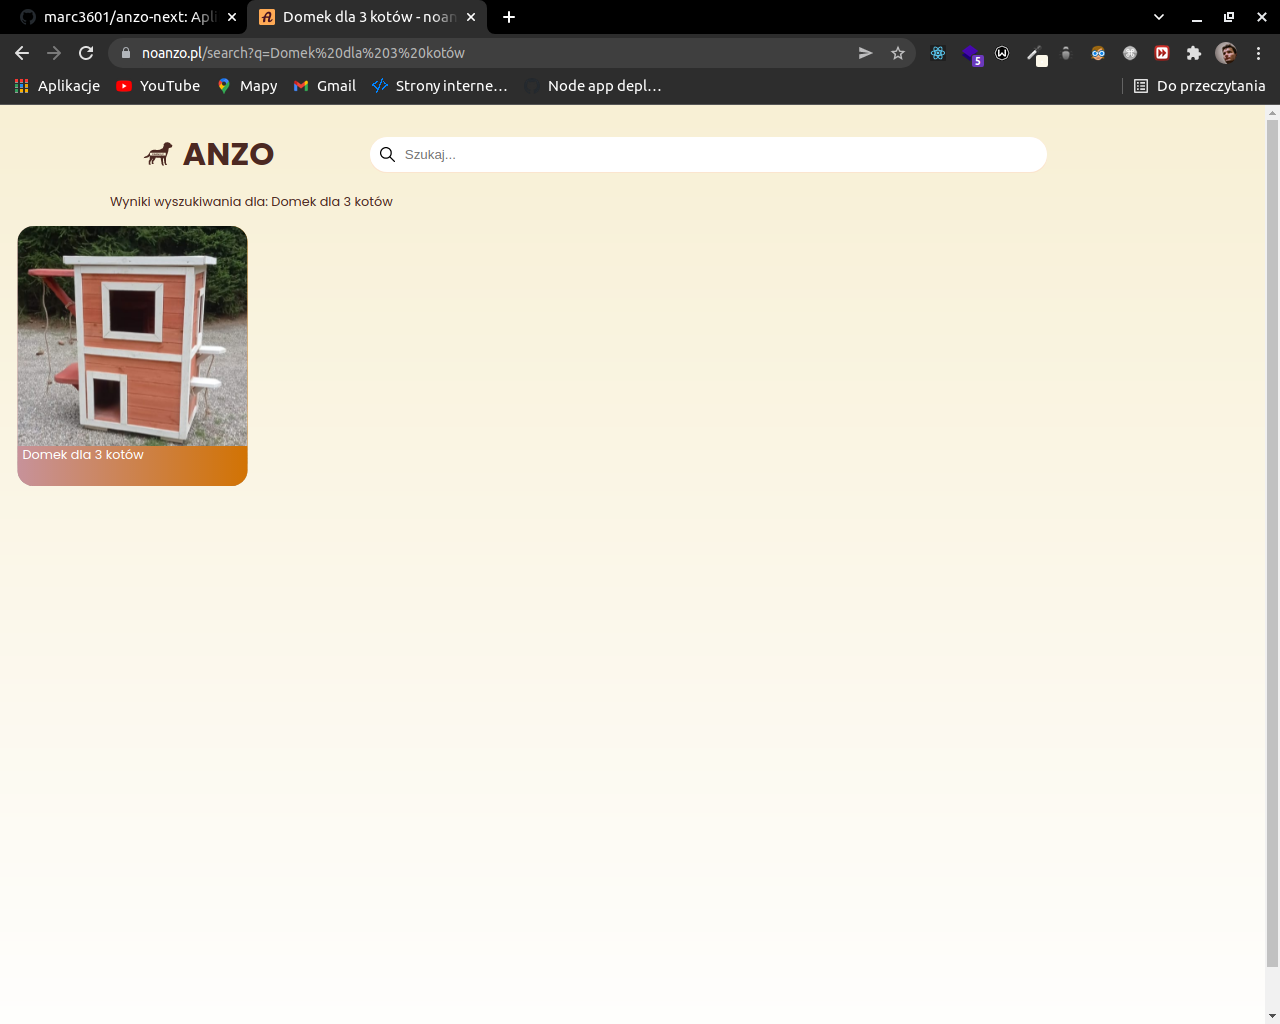 marc3601/anzo-next: Apli
Domek dla 3 kotów - noan
noanzo.pl/search?q=Domek%20dla%203%20kotów
5
Aplikacje
YouTube
Mapy
Gmail
Strony interne...
Node app depl...
Do przeczytania
ANZO
Szukaj...
Wyniki wyszukiwania dla: Domek dla 3 kotów
Domek dla 3 kotów